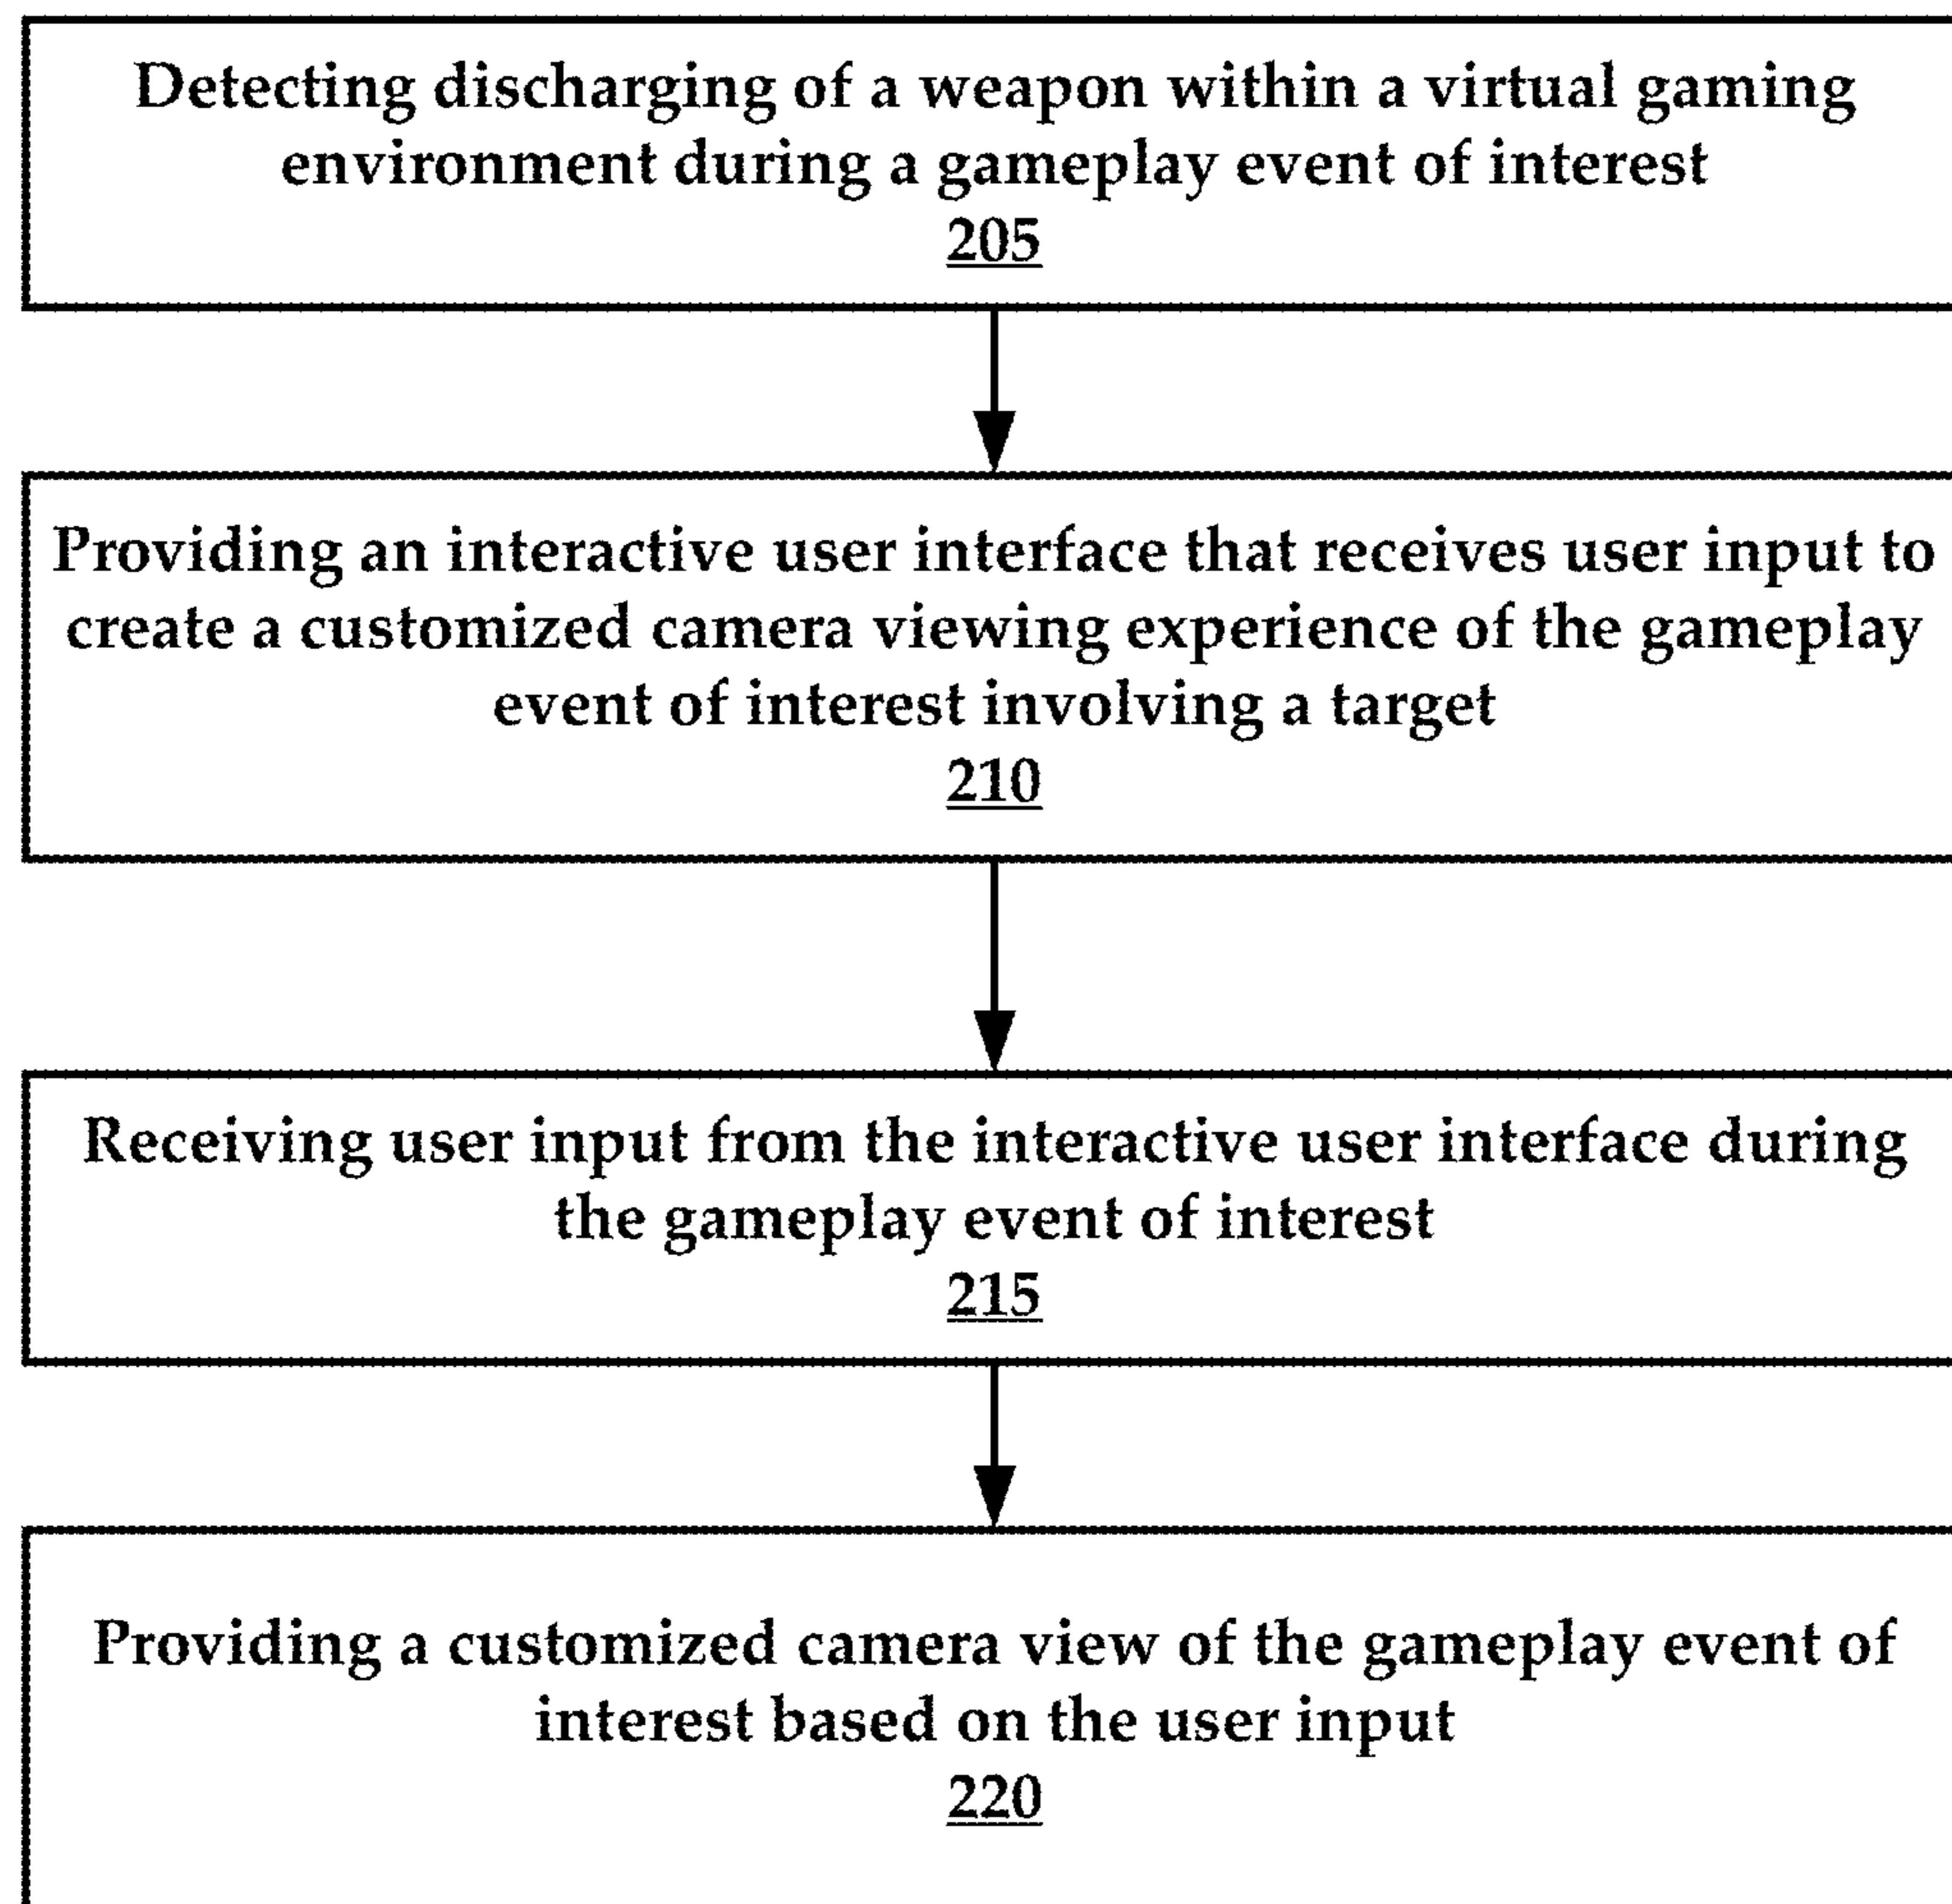 Detecting discharging of a weapon within a virtual gaming
environment during a gameplay event of interest
205
Providing an interactive user interface that receives user input to
create a customized camera viewing experience of the gameplay
event of interest involving a target
210
Receiving user input from the interactive user interface during
the gameplay event of interest
215
Providing a customized camera view of the gameplay event of
interest based on the user input
220